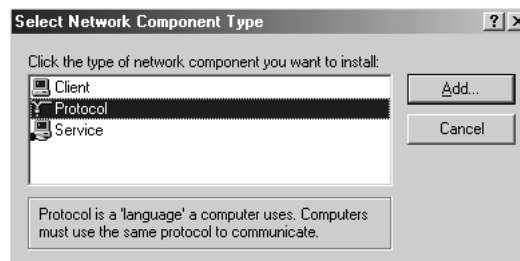 Select Network Component Type
Click the type of network component you want to install:
Client
Protocol
Service
Add...
Cancel
Protocol is a 'language' a computer uses. Computers
must use the same protocol to communicate.